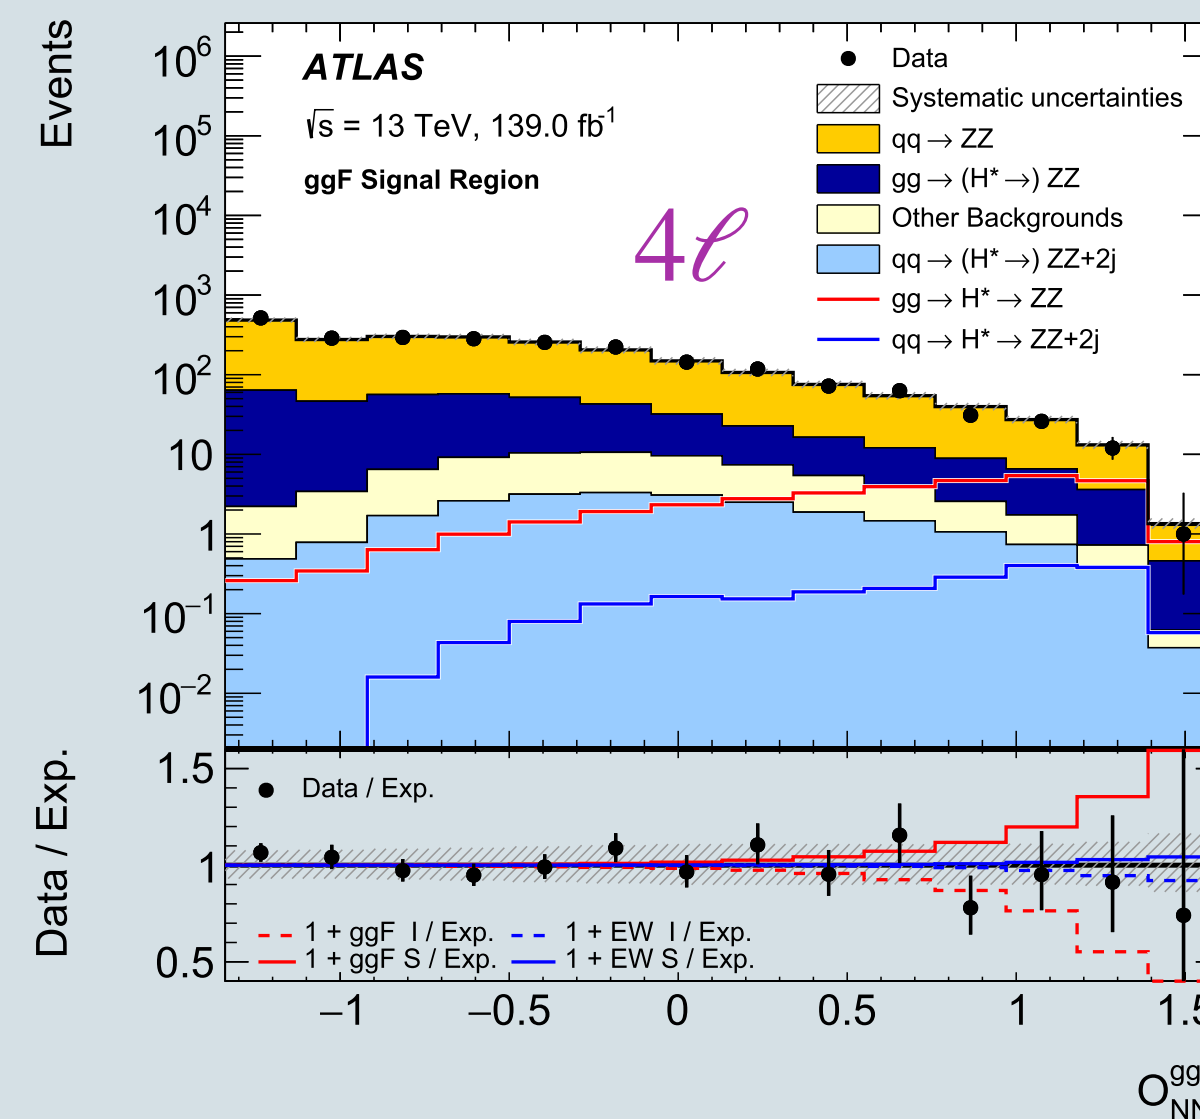 Events
10⁶
10⁵
10⁴
10³
10²
10
1
10⁻¹
10⁻²
ATLAS
√s = 13 TeV, 139.0 fb⁻¹
ggF Signal Region
4ℓ
Data
Systematic uncertainties
qq → ZZ
gg → (H* →) ZZ
Other Backgrounds
qq → (H* →) ZZ+2j
gg → H* → ZZ
qq → H* → ZZ+2j
Data / Exp.
1.5
1
0.5
Data / Exp.
1 + ggF I / Exp. 1 + EW I / Exp.
1 + ggF S / Exp. 1 + EW S / Exp.
−1 −0.5 0 0.5 1